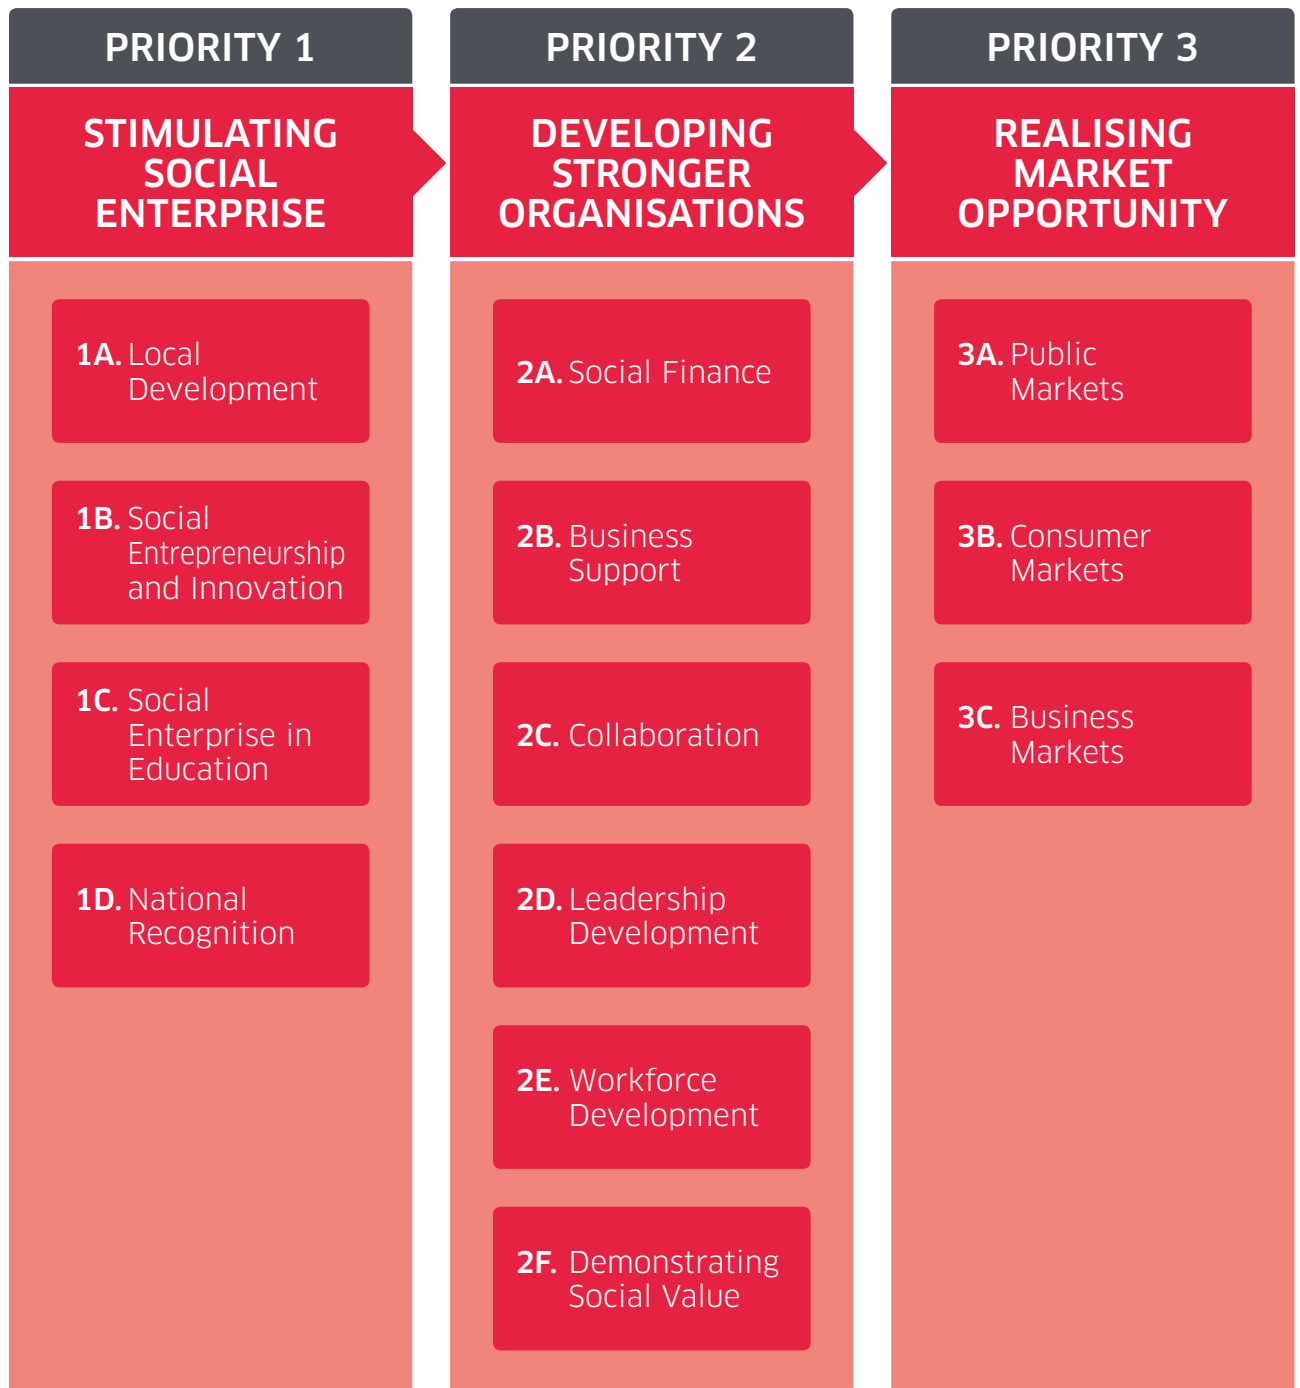 PRIORITY 1
STIMULATING
SOCIAL
ENTERPRISE
1A. Local
Development
1B. Social
Entrepreneurship
and Innovation
1C. Social
Enterprise in
Education
1D. National
Recognition
PRIORITY 2
DEVELOPING
STRONGER
ORGANISATIONS
2A. Social Finance
2B. Business
Support
2C. Collaboration
2D. Leadership
Development
2E. Workforce
Development
2F. Demonstrating
Social Value
PRIORITY 3
REALISING
MARKET
OPPORTUNITY
3A. Public
Markets
3B. Consumer
Markets
3C. Business
Markets